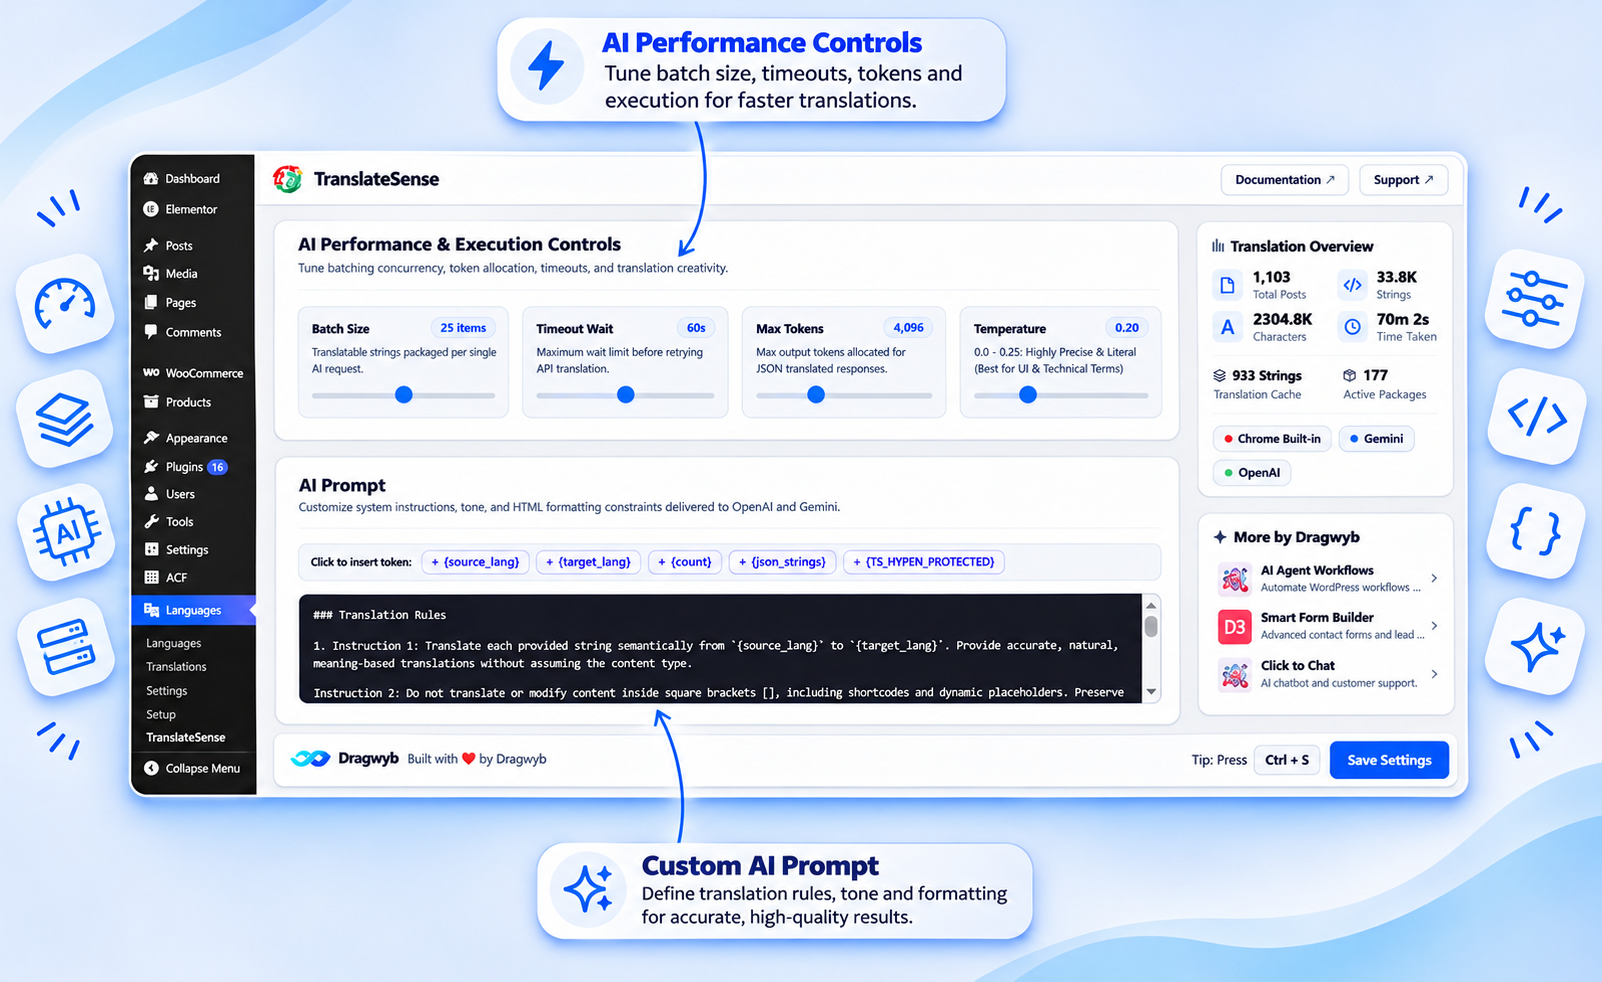 AI Performance Controls
Tune batch size, timeouts, tokens and
execution for faster translations.
Dashboard
Elementor
Posts
Media
Pages
Comments
WooCommerce
Products
Appearance
Plugins 16
Users
Tools
Settings
ACF
Languages
Languages
Translations
Settings
Setup
TranslateSense
Collapse Menu
TranslateSense
Documentation ↗
Support ↗
AI Performance & Execution Controls
Tune batching concurrency, token allocation, timeouts, and translation creativity.
Batch Size 25 items
Translatable strings packaged per single
AI request.
Timeout Wait 60s
Maximum wait limit before retrying
API translation.
Max Tokens 4,096
Max output tokens allocated for
JSON translated responses.
Temperature 0.20
0.0 - 0.25: Highly Precise & Literal
(Best for UI & Technical Terms)
AI Prompt
Customize system instructions, tone, and HTML formatting constraints delivered to OpenAI and Gemini.
Click to insert token: + {source_lang} + {target_lang} + {count} + {json_strings} + {TS_HYPEN_PROTECTED}
### Translation Rules
1. Instruction 1: Translate each provided string semantically from `{source_lang}` to `{target_lang}`. Provide accurate, natural,
meaning-based translations without assuming the content type.
Instruction 2: Do not translate or modify content inside square brackets [], including shortcodes and dynamic placeholders. Preserve
Translation Overview
1,103
Total Posts
33.8K
Strings
A
2304.8K
Characters
70m 2s
Time Taken
933 Strings
Translation Cache
177
Active Packages
Chrome Built-in
Gemini
OpenAI
More by Dragwyb
AI Agent Workflows
Automate WordPress workflows ...
D3
Smart Form Builder
Advanced contact forms and lead ...
Click to Chat
AI chatbot and customer support.
Dragwyb Built with ❤️ by Dragwyb
Tip: Press Ctrl + S
Save Settings
AI
Custom AI Prompt
Define translation rules, tone and formatting
for accurate, high-quality results.